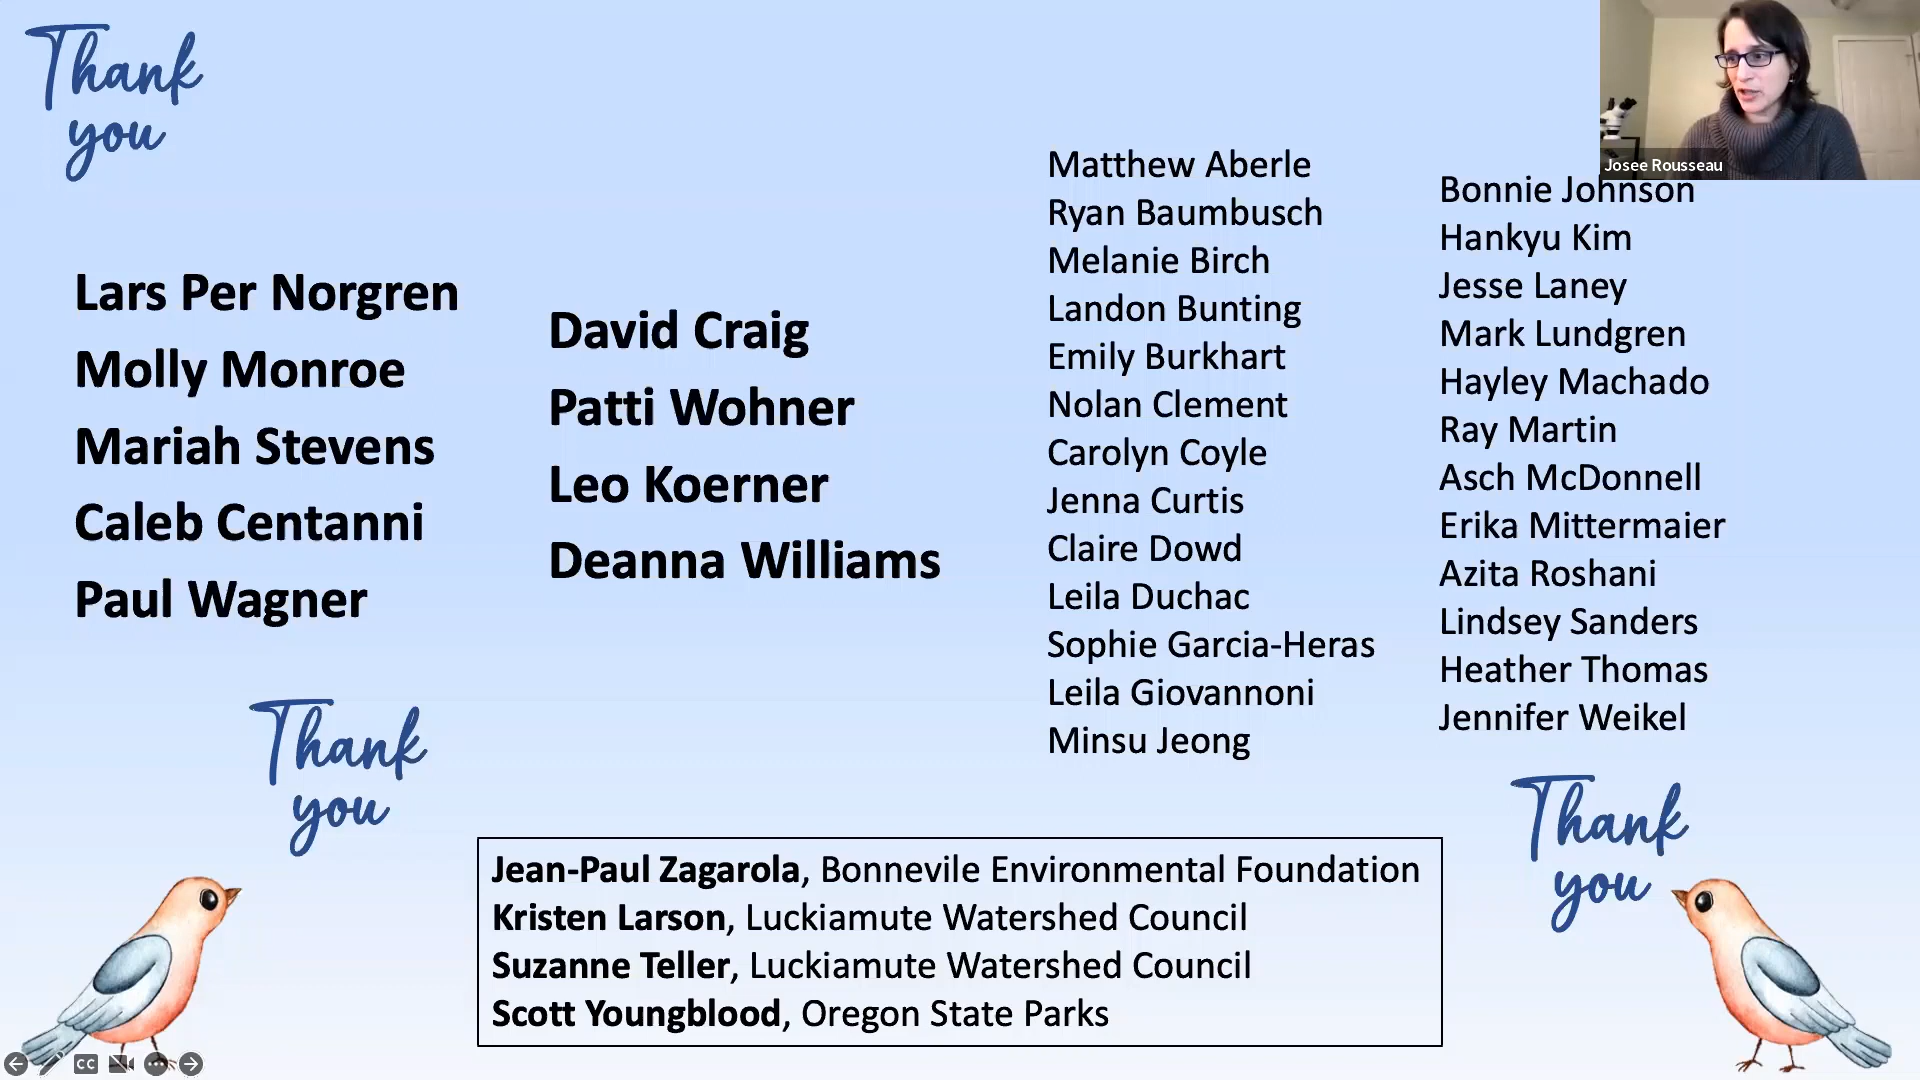 Thank
you
Josee Rousseau
Lars Per Norgren
Molly Monroe
Mariah Stevens
Caleb Centanni
Paul Wagner
David Craig
Patti Wohner
Leo Koerner
Deanna Williams
Matthew Aberle
Ryan Baumbusch
Melanie Birch
Landon Bunting
Emily Burkhart
Nolan Clement
Carolyn Coyle
Jenna Curtis
Claire Dowd
Leila Duchac
Sophie Garcia-Heras
Leila Giovannoni
Minsu Jeong
Bonnie Johnson
Hankyu Kim
Jesse Laney
Mark Lundgren
Hayley Machado
Ray Martin
Asch McDonnell
Erika Mittermaier
Azita Roshani
Lindsey Sanders
Heather Thomas
Jennifer Weikel
Thank
you
Thank
you
Jean-Paul Zagarola, Bonnevile Environmental Foundation
Kristen Larson, Luckiamute Watershed Council
Suzanne Teller, Luckiamute Watershed Council
Scott Youngblood, Oregon State Parks
CC